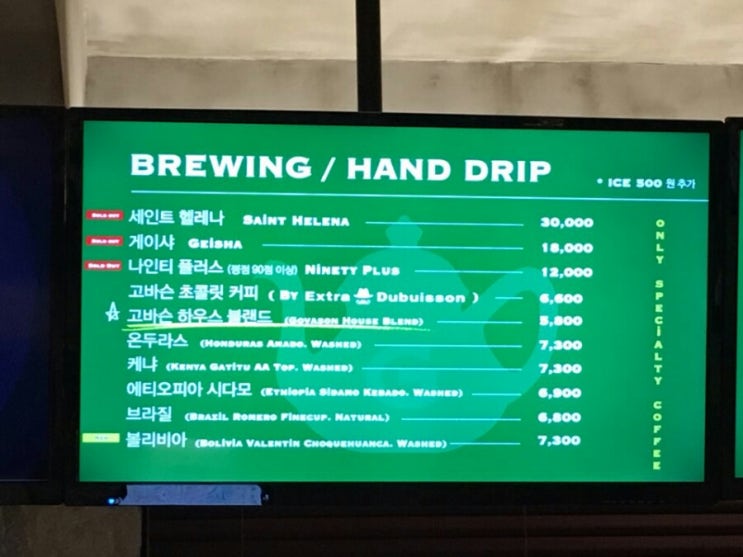 BREWING / HAND DRIP
• ICE 500 원 추가
SOLD OUT 세인트 헬레나 SAINT HELENA 30,000
SOLD OUT 게이샤 GEISHA 18,000
SOLD OUT 나인티 플러스 (평점 90점 이상) NINETY PLUS 12,000
고바슨 초콜릿 커피 ( BY EXTRA DUBUISSON ) 6,600
고바슨 하우스 블랜드 (GOVASON HOUSE BLEND) 5,800
온두라스 (HONDURAS AMADO. WASHED) 7,300
케냐 (KENYA GATITU AA TOP. WASHED) 7,300
에티오피아 시다모 (ETHIOPIA SIDAMO KEBADO. WASHED) 6,900
브라질 (BRAZIL ROMERO FINECUP. NATURAL) 6,800
볼리비아 (BOLIVIA VALENTIN CHOQUEHUANCA. WASHED) 7,300
ONLY SPECIALTY COFFEE